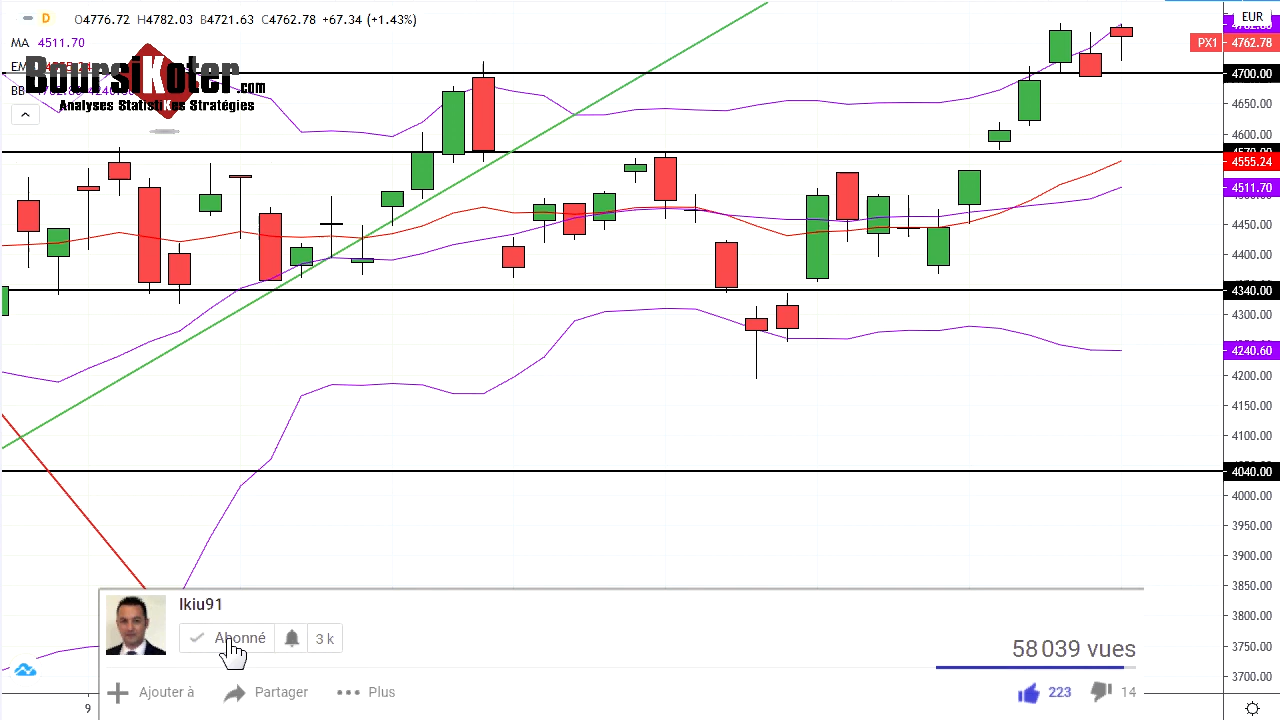 D O4776.72 H4782.03 B4721.63 C4762.78 +67.34 (+1.43%)
EUR
MA 4511.70
PX1 4762.78
BoursiKoter.com
Analyses StatistiKes Stratégies
4700.00
4650.00
4600.00
4570.00
4555.24
4511.70
4450.00
4400.00
4340.00
4300.00
4240.60
4200.00
4150.00
4100.00
4040.00
4000.00
3950.00
3900.00
3850.00
3800.00
3750.00
3700.00
lkiu91
Abonné 3 k
58 039 vues
Ajouter à Partager Plus
223 14
9